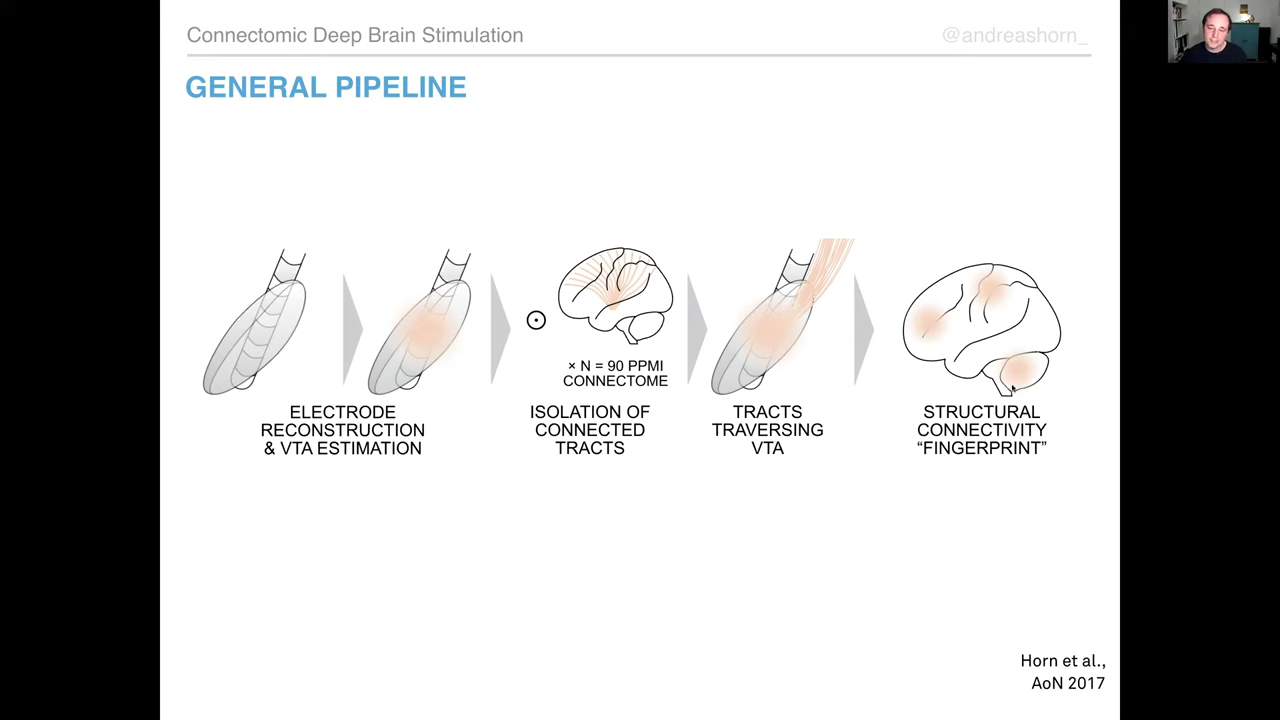 Connectomic Deep Brain Stimulation
@andreashorn_
GENERAL PIPELINE
× N = 90 PPMI
CONNECTOME
ELECTRODE
RECONSTRUCTION
& VTA ESTIMATION
ISOLATION OF
CONNECTED
TRACTS
TRACTS
TRAVERSING
VTA
STRUCTURAL
CONNECTIVITY
“FINGERPRINT”
Horn et al.,
AoN 2017